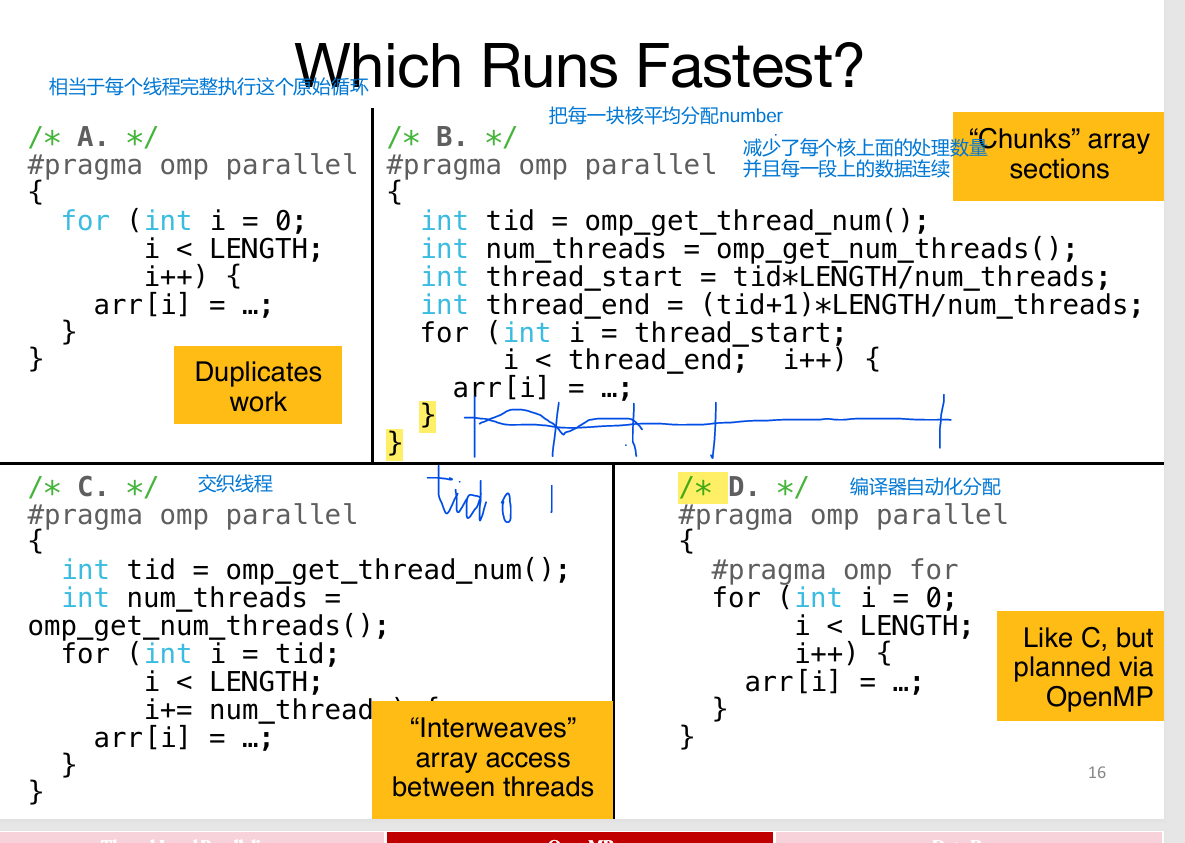 Which Runs Fastest?
相当于每个线程完整执行这个原始循环
/* A. */
#pragma omp parallel
{
for (int i = 0;
i < LENGTH;
i++) {
arr[i] = …;
}
}
Duplicates
work
把每一块核平均分配number
/* B. */
减少了每个核上面的处理数量
并且每一段上的数据连续
"Chunks" array
sections
#pragma omp parallel
{
int tid = omp_get_thread_num();
int num_threads = omp_get_num_threads();
int thread_start = tid*LENGTH/num_threads;
int thread_end = (tid+1)*LENGTH/num_threads;
for (int i = thread_start;
i < thread_end; i++) {
arr[i] = …;
}
}
tid 0 1
/* C. */
交织线程
#pragma omp parallel
{
int tid = omp_get_thread_num();
int num_threads =
omp_get_num_threads();
for (int i = tid;
i < LENGTH;
i+= num_thread
arr[i] = …;
}
}
"Interweaves"
array access
between threads
/* D. */
编译器自动化分配
#pragma omp parallel
{
#pragma omp for
for (int i = 0;
i < LENGTH;
i++) {
arr[i] = …;
}
}
Like C, but
planned via
OpenMP
16